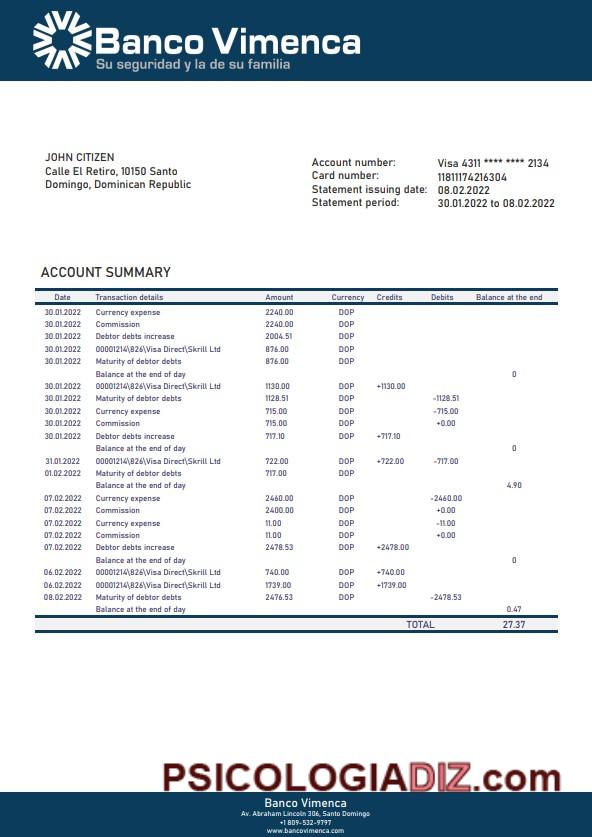 Banco Vimenca
Su seguridad y la de su familia
JOHN CITIZEN
Calle El Retiro, 10150 Santo
Domingo, Dominican Republic
Account number: Visa 4311 **** **** 2134
Card number: 11811174216304
Statement issuing date: 08.02.2022
Statement period: 30.01.2022 to 08.02.2022
ACCOUNT SUMMARY
Date Transaction details Amount Currency Credits Debits Balance at the end
30.01.2022 Currency expense 2240.00 DOP
30.01.2022 Commission 2240.00 DOP
30.01.2022 Debtor debts increase 2004.51 DOP
30.01.2022 00001214\826\Visa Direct\Skrill Ltd 876.00 DOP
30.01.2022 Maturity of debtor debts 876.00 DOP
Balance at the end of day 0
30.01.2022 00001214\826\Visa Direct\Skrill Ltd 1130.00 DOP +1130.00
30.01.2022 Maturity of debtor debts 1128.51 DOP -1128.51
30.01.2022 Currency expense 715.00 DOP -715.00
30.01.2022 Commission 715.00 DOP +0.00
30.01.2022 Debtor debts increase 717.10 DOP +717.10
Balance at the end of day 0
31.01.2022 00001214\826\Visa Direct\Skrill Ltd 722.00 DOP +722.00 -717.00
01.02.2022 Maturity of debtor debts 717.00 DOP
Balance at the end of day 4.90
07.02.2022 Currency expense 2460.00 DOP -2460.00
07.02.2022 Commission 2400.00 DOP +0.00
07.02.2022 Currency expense 11.00 DOP -11.00
07.02.2022 Commission 11.00 DOP +0.00
07.02.2022 Debtor debts increase 2478.53 DOP +2478.00
Balance at the end of day 0
06.02.2022 00001214\826\Visa Direct\Skrill Ltd 740.00 DOP +740.00
06.02.2022 00001214\826\Visa Direct\Skrill Ltd 1739.00 DOP +1739.00
08.02.2022 Maturity of debtor debts 2476.53 DOP -2478.53
Balance at the end of day 0.47
TOTAL 27.37
PSICOLOGIADIZ.com
Banco Vimenca
Av. Abraham Lincoln 306, Santo Domingo
+1 809-532-9797
www.bancovimenca.com